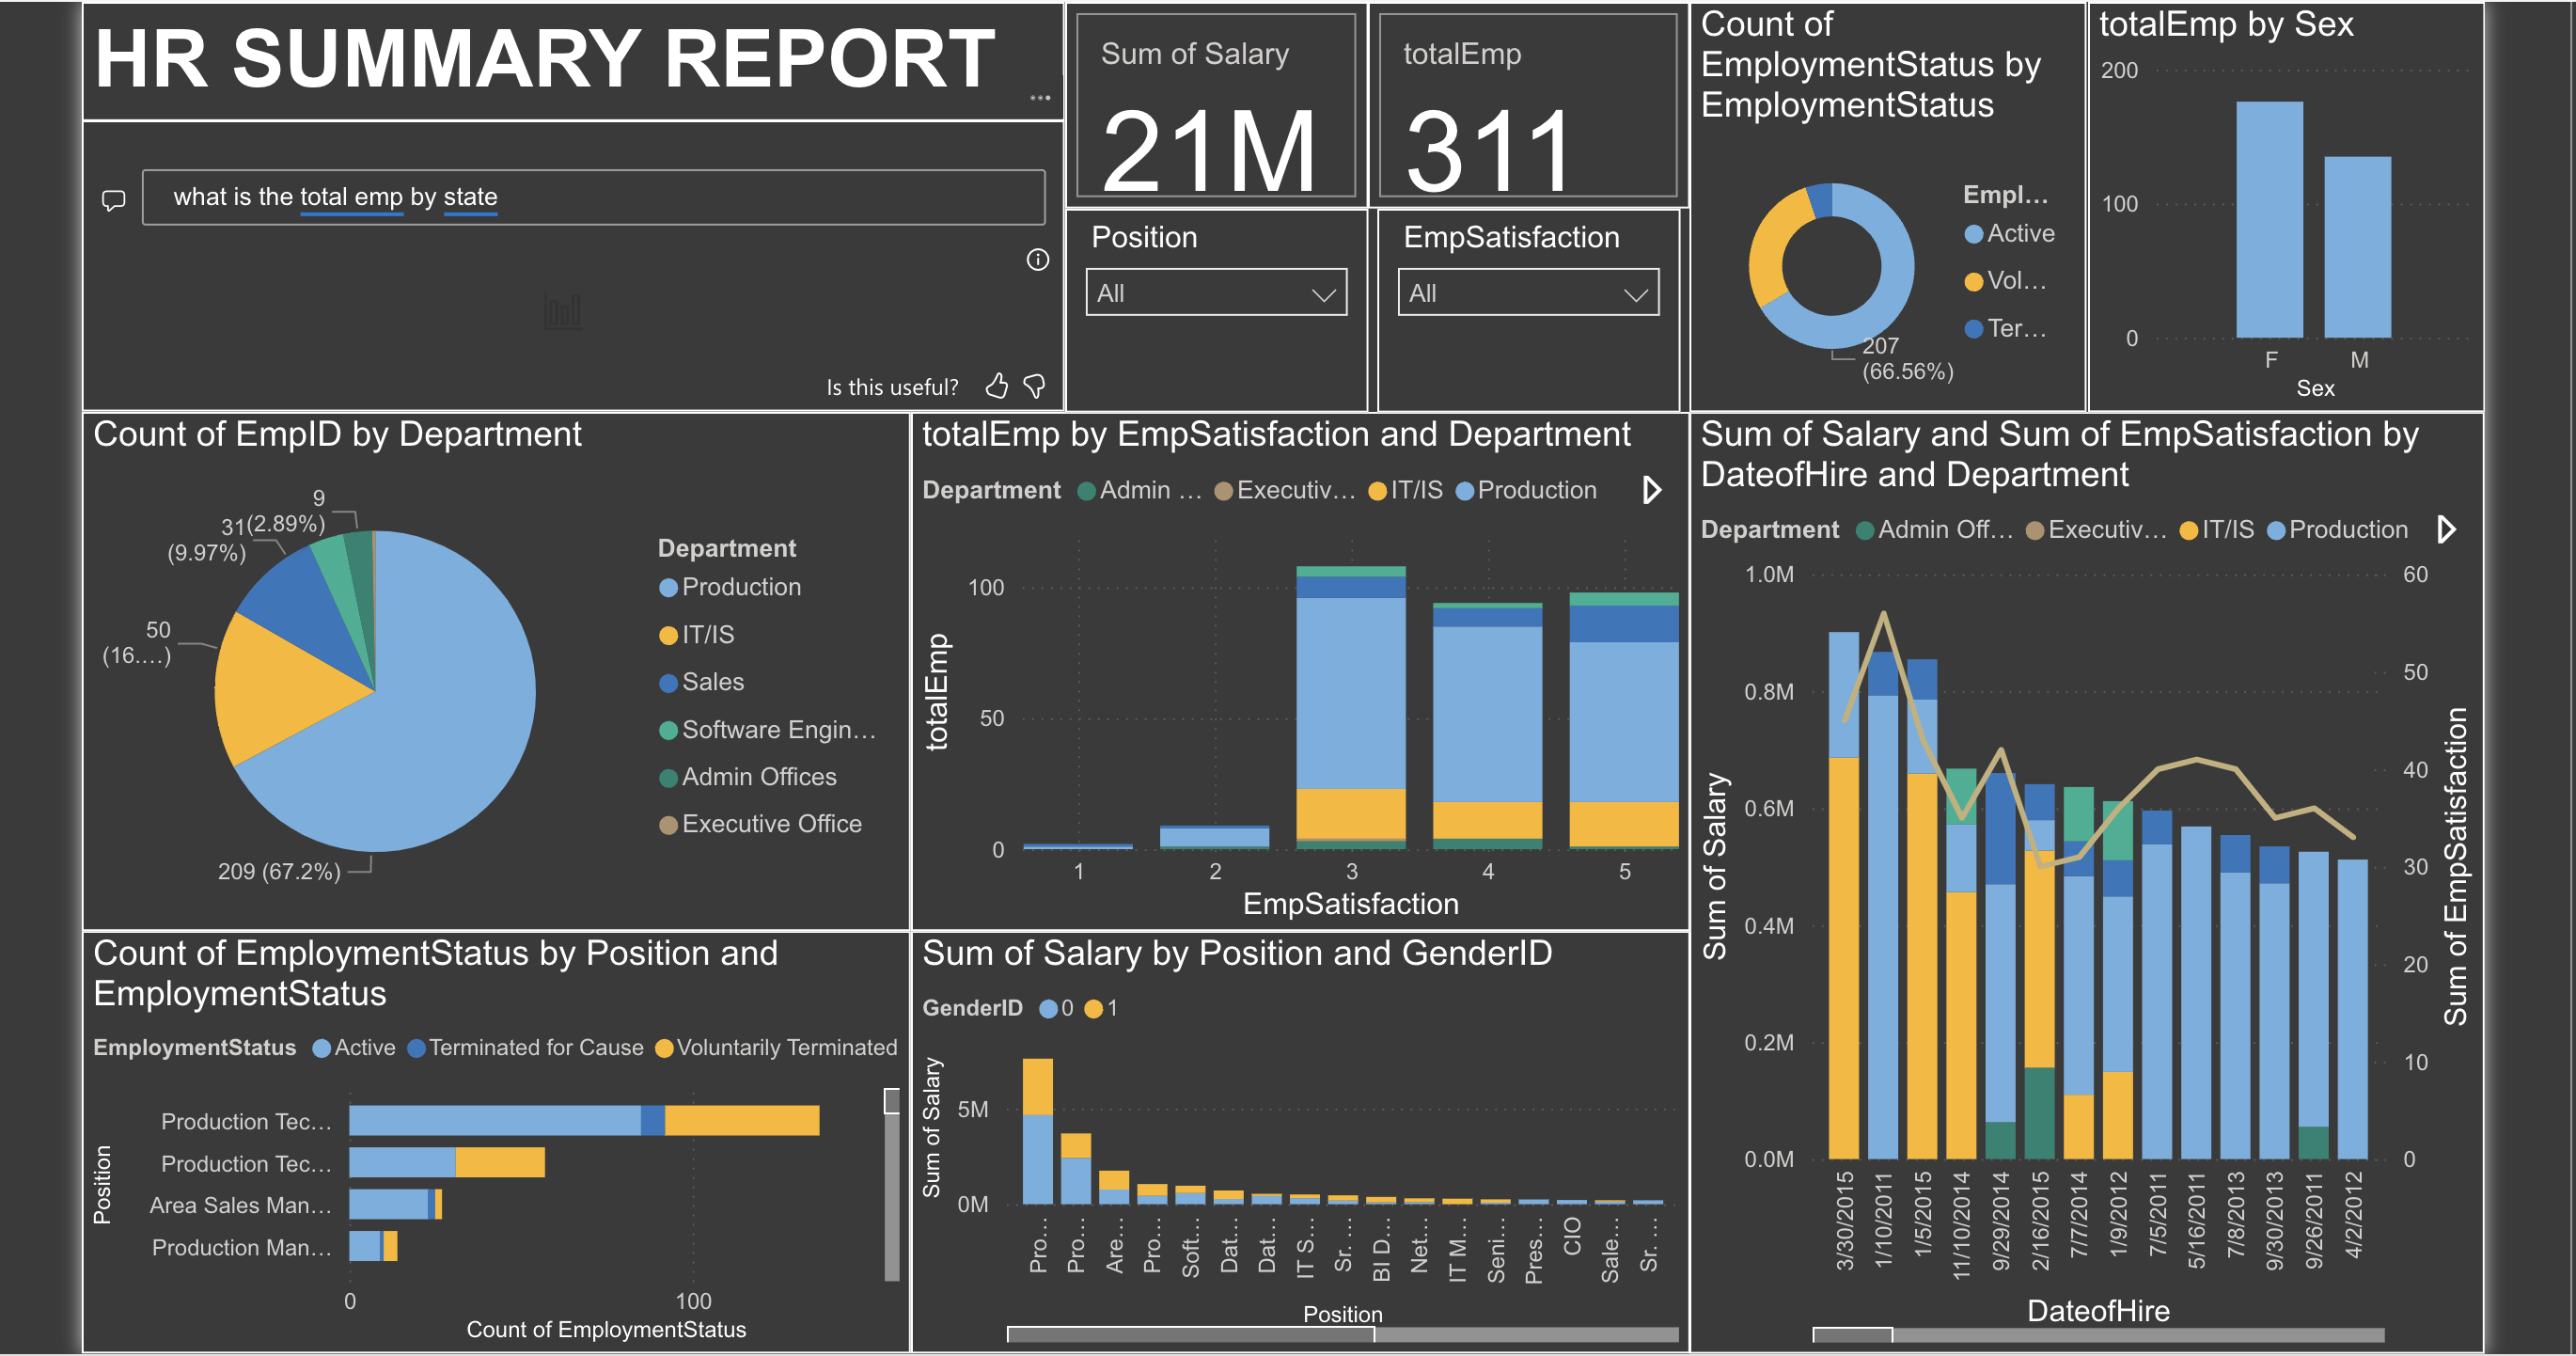 HR SUMMARY REPORT
what is the total emp by state
Is this useful?
Sum of Salary
21M
totalEmp
311
Position
All
EmpSatisfaction
All
Count of
EmploymentStatus by
EmploymentStatus
Empl...
Active
Vol...
Ter...
207
(66.56%)
totalEmp by Sex
200
100
0
F M
Sex
Count of EmpID by Department
9
(2.89%)
31
(9.97%)
50
(16....)
209 (67.2%)
Department
Production
IT/IS
Sales
Software Engin...
Admin Offices
Executive Office
totalEmp by EmpSatisfaction and Department
Department Admin ... Executiv... IT/IS Production
totalEmp
100
50
0
1 2 3 4 5
EmpSatisfaction
Sum of Salary and Sum of EmpSatisfaction by
DateofHire and Department
Department Admin Off... Executiv... IT/IS Production
Sum of Salary
1.0M
0.8M
0.6M
0.4M
0.2M
0.0M
60
50
40
30
20
10
0
Sum of EmpSatisfaction
3/30/2015
1/10/2011
1/5/2015
11/10/2014
9/29/2014
2/16/2015
7/7/2014
1/9/2012
7/5/2011
5/16/2011
7/8/2013
9/30/2013
9/26/2011
4/2/2012
DateofHire
Count of EmploymentStatus by Position and
EmploymentStatus
EmploymentStatus Active Terminated for Cause Voluntarily Terminated
Position
Production Tec...
Production Tec...
Area Sales Man...
Production Man...
0 100
Count of EmploymentStatus
Sum of Salary by Position and GenderID
GenderID 0 1
Sum of Salary
5M
0M
Pro...
Pro...
Are...
Pro...
Soft...
Dat...
Dat...
IT S...
Sr. ...
BI D...
Net...
IT M...
Seni...
Pres...
CIO
Sale...
Sr. ...
Position